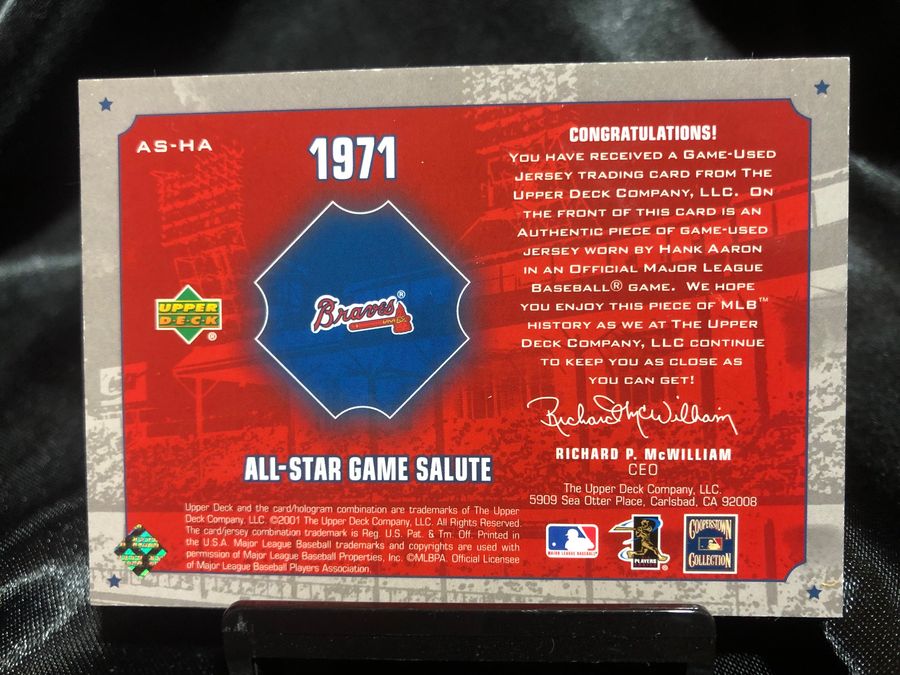 AS-HA
1971
Braves®
UPPER
DECK
®
ALL-STAR GAME SALUTE
Upper Deck and the card/hologram combination are trademarks of The Upper
Deck Company, LLC. ©2001 The Upper Deck Company, LLC. All Rights Reserved.
The card/jersey combination trademark is Reg. U.S. Pat. & Tm. Off. Printed in
the U.S.A. Major League Baseball trademarks and copyrights are used with
permission of Major League Baseball Properties, Inc. ©MLBPA. Official Licensee
of Major League Baseball Players Association.
CONGRATULATIONS!
YOU HAVE RECEIVED A GAME-USED
JERSEY TRADING CARD FROM THE
UPPER DECK COMPANY, LLC. ON
THE FRONT OF THIS CARD IS AN
AUTHENTIC PIECE OF GAME-USED
JERSEY WORN BY HANK AARON
IN AN OFFICIAL MAJOR LEAGUE
BASEBALL® GAME. WE HOPE
YOU ENJOY THIS PIECE OF MLB™
HISTORY AS WE AT THE UPPER
DECK COMPANY, LLC CONTINUE
TO KEEP YOU AS CLOSE AS
YOU CAN GET!
Richard McWilliam
RICHARD P. McWILLIAM
CEO
The Upper Deck Company, LLC.
5909 Sea Otter Place, Carlsbad, CA 92008
MAJOR LEAGUE BASEBALL
PLAYERS
®
COOPERSTOWN
COLLECTION